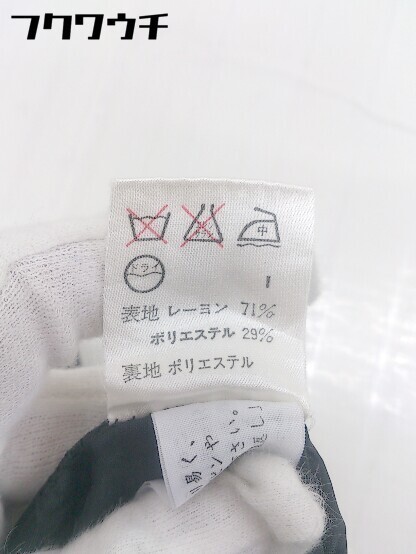 フクワウチ
中
ドライ
表地 レーヨン 71%
ポリエステル 29%
裏地 ポリエステル